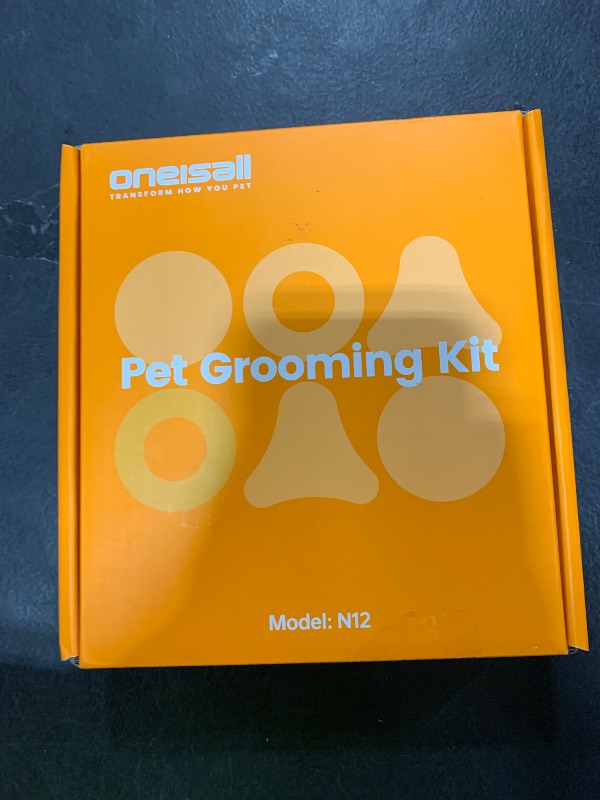 oneisall
TRANSFORM HOW YOU PET
Pet Grooming Kit
Model: N12